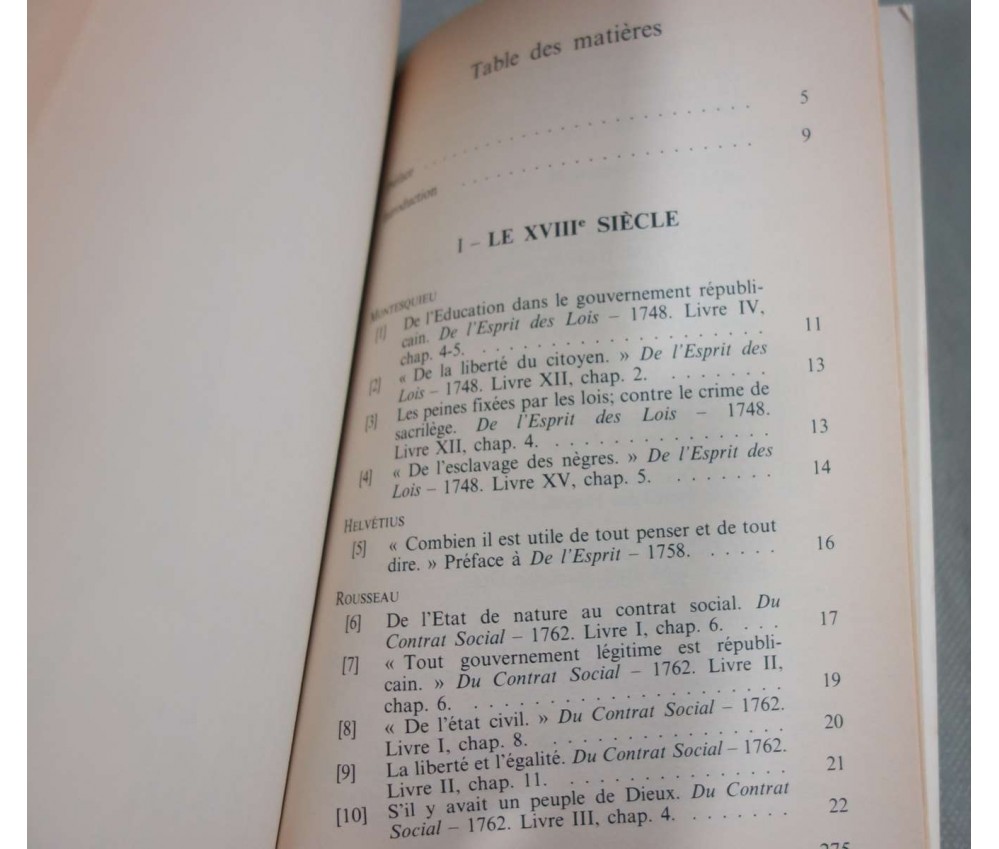 Table des matières
. . . . . . . . . . . . . . . . . . . . . . 5
Introduction . . . . . . . . . . . . . . . . . . . . 9
I – LE XVIIIᵉ SIÈCLE
MONTESQUIEU
[1] De l'Education dans le gouvernement républi-
cain. De l'Esprit des Lois – 1748. Livre IV,
chap. 4-5. . . . . . . . . . . . . . . . . . . 11
[2] « De la liberté du citoyen. » De l'Esprit des
Lois – 1748. Livre XII, chap. 2. . . . . . . . 13
[3] Les peines fixées par les lois; contre le crime de
sacrilège. De l'Esprit des Lois – 1748.
Livre XII, chap. 4. . . . . . . . . . . . . . . 13
[4] « De l'esclavage des nègres. » De l'Esprit des
Lois – 1748. Livre XV, chap. 5. . . . . . . . 14
HELVÉTIUS
[5] « Combien il est utile de tout penser et de tout
dire. » Préface à De l'Esprit – 1758. . . . . . 16
ROUSSEAU
[6] De l'Etat de nature au contrat social. Du
Contrat Social – 1762. Livre I, chap. 6. . . . 17
[7] « Tout gouvernement légitime est républi-
cain. » Du Contrat Social – 1762. Livre II,
chap. 6. . . . . . . . . . . . . . . . . . . . 19
[8] « De l'état civil. » Du Contrat Social – 1762.
Livre I, chap. 8. . . . . . . . . . . . . . . . 20
[9] La liberté et l'égalité. Du Contrat Social – 1762.
Livre II, chap. 11. . . . . . . . . . . . . . . 21
[10] S'il y avait un peuple de Dieux. Du Contrat
Social – 1762. Livre III, chap. 4. . . . . . . . 22
275